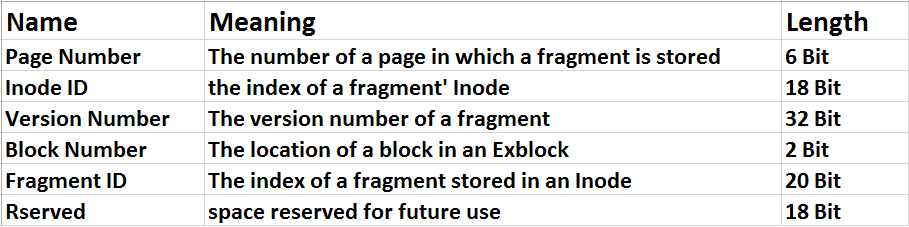 Name Meaning Length
Page Number The number of a page in which a fragment is stored 6 Bit
Inode ID the index of a fragment' Inode 18 Bit
Version Number The version number of a fragment 32 Bit
Block Number The location of a block in an Exblock 2 Bit
Fragment ID The index of a fragment stored in an Inode 20 Bit
Rserved space reserved for future use 18 Bit